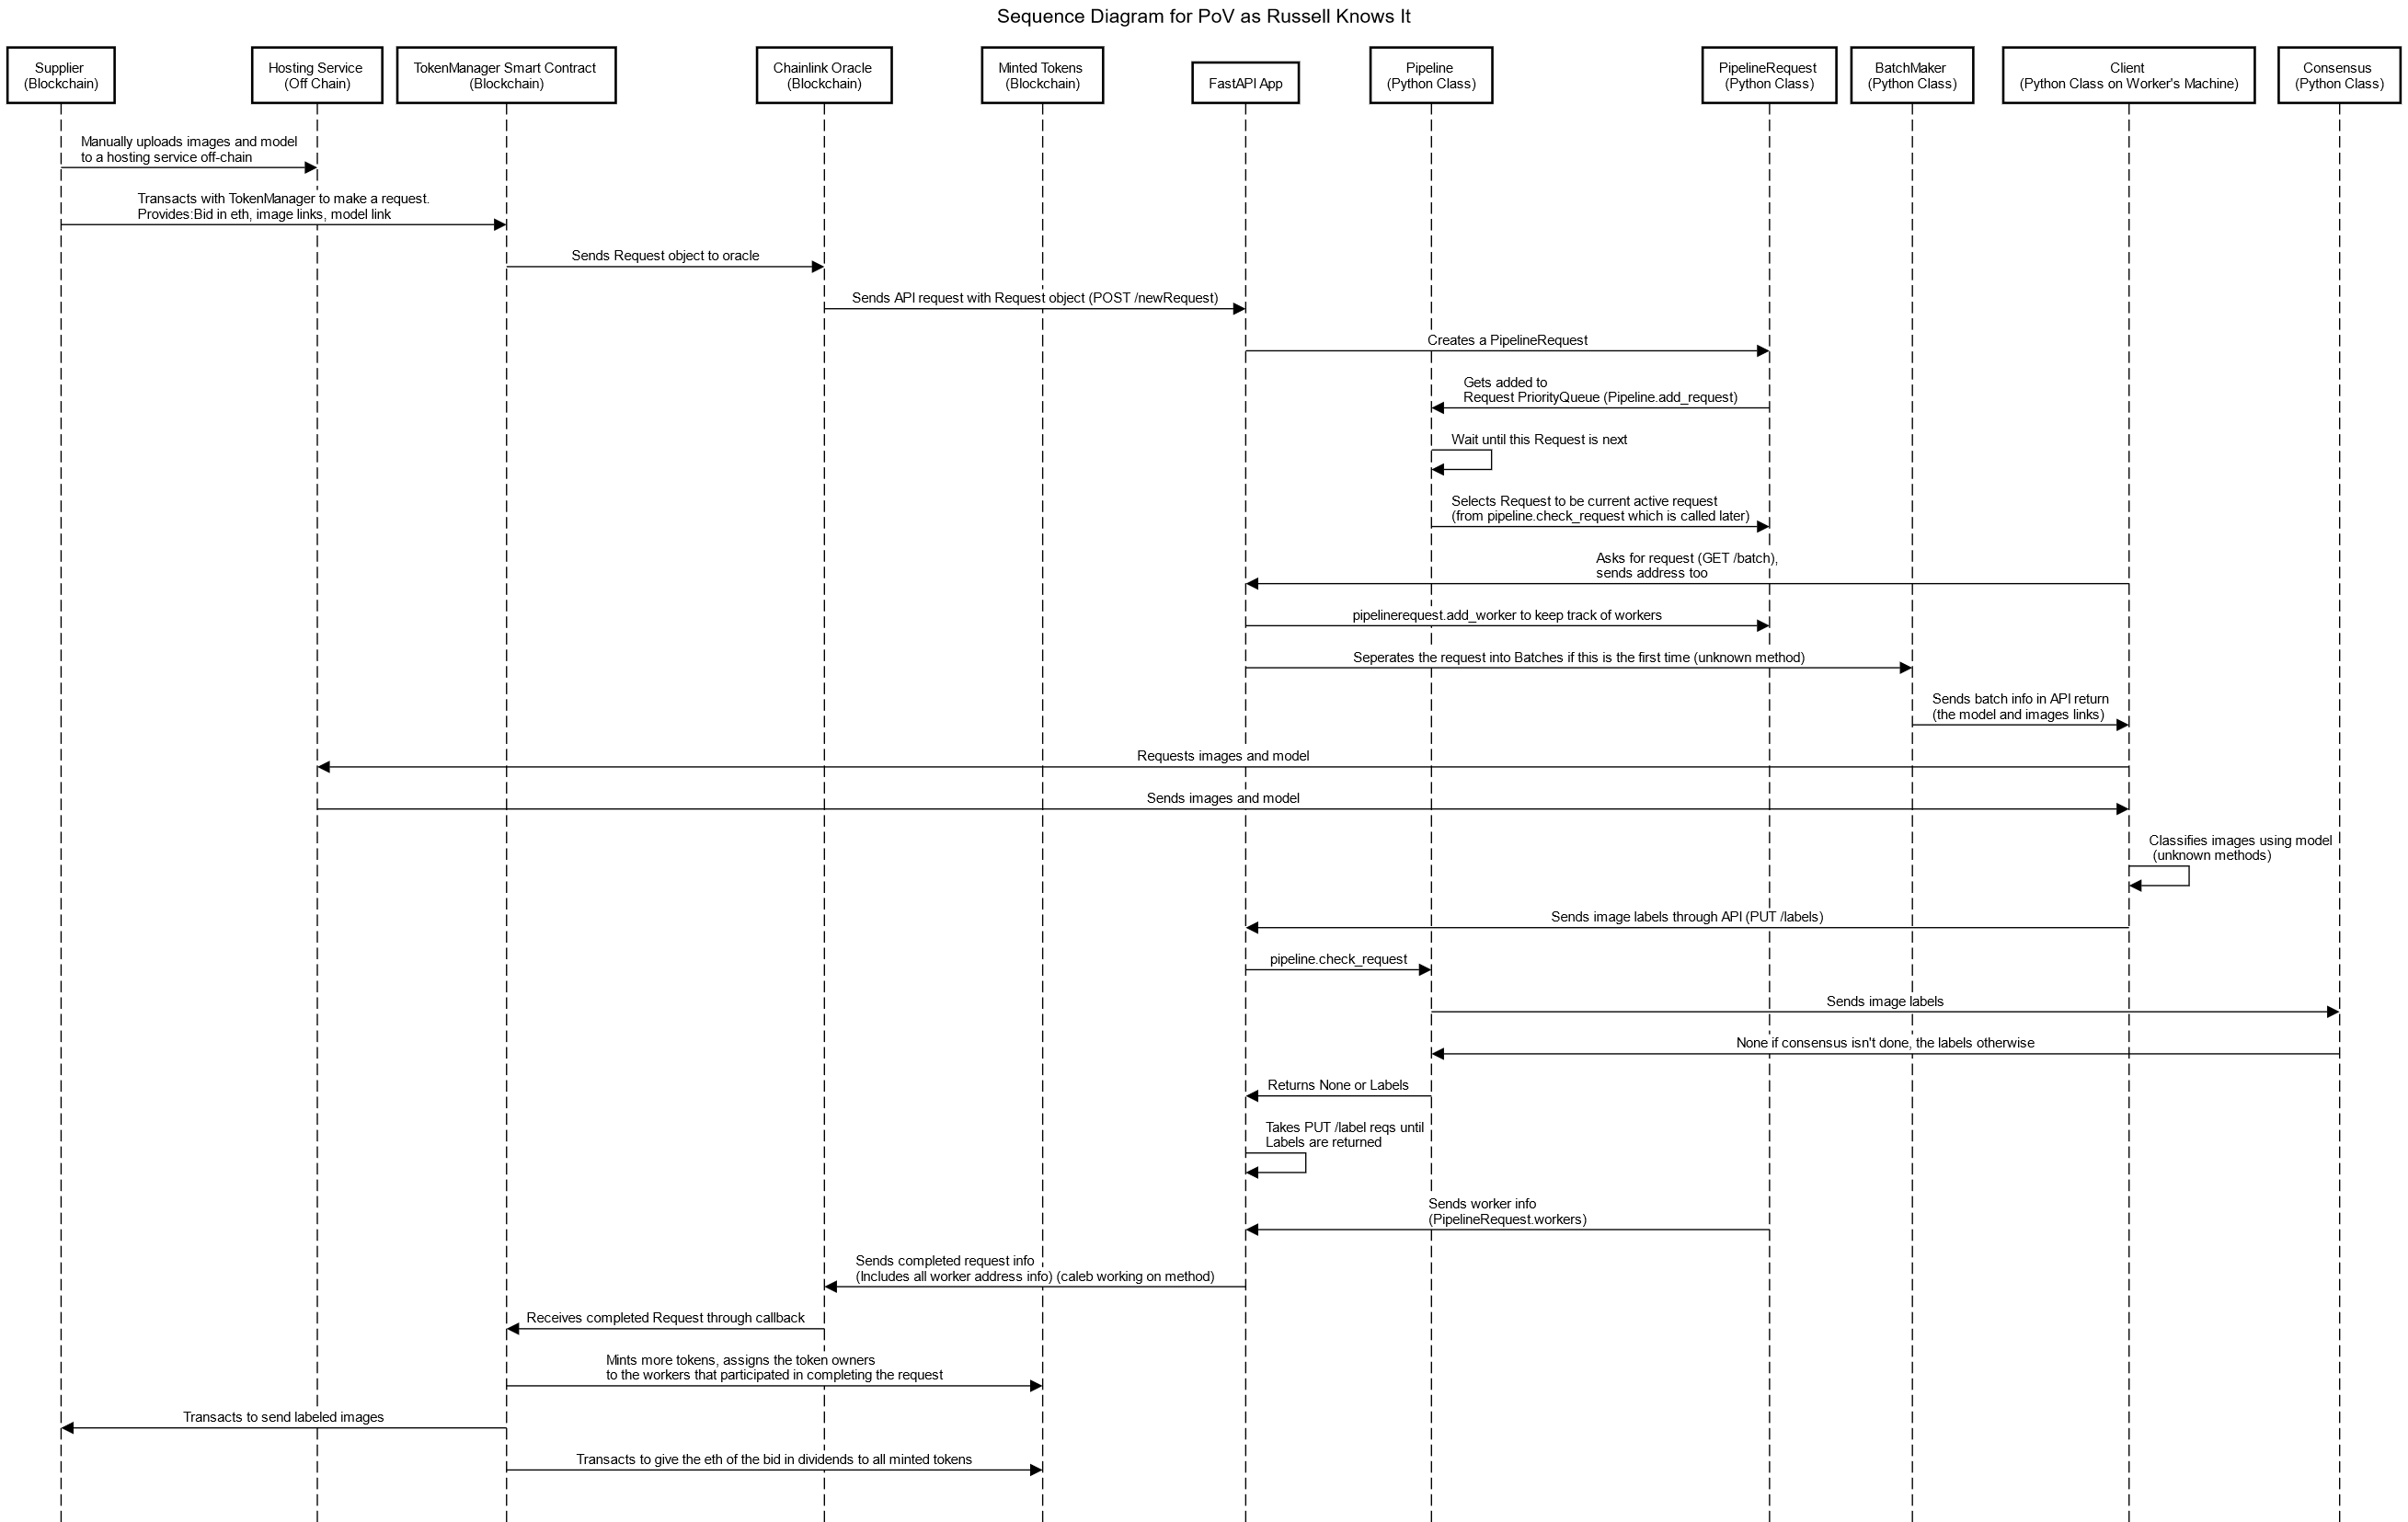 Sequence Diagram for PoV as Russell Knows It
Supplier
(Blockchain)
Hosting Service
(Off Chain)
TokenManager Smart Contract
(Blockchain)
Chainlink Oracle
(Blockchain)
Minted Tokens
(Blockchain)
FastAPI App
Pipeline
(Python Class)
PipelineRequest
(Python Class)
BatchMaker
(Python Class)
Client
(Python Class on Worker's Machine)
Consensus
(Python Class)
Manually uploads images and model
to a hosting service off-chain
Transacts with TokenManager to make a request.
Provides:Bid in eth, image links, model link
Sends Request object to oracle
Sends API request with Request object (POST /newRequest)
Creates a PipelineRequest
Gets added to
Request PriorityQueue (Pipeline.add_request)
Wait until this Request is next
Selects Request to be current active request
(from pipeline.check_request which is called later)
Asks for request (GET /batch),
sends address too
pipelinerequest.add_worker to keep track of workers
Seperates the request into Batches if this is the first time (unknown method)
Sends batch info in API return
(the model and images links)
Requests images and model
Sends images and model
Classifies images using model
(unknown methods)
Sends image labels through API (PUT /labels)
pipeline.check_request
Sends image labels
None if consensus isn't done, the labels otherwise
Returns None or Labels
Takes PUT /label reqs until
Labels are returned
Sends worker info
(PipelineRequest.workers)
Sends completed request info
(Includes all worker address info) (caleb working on method)
Receives completed Request through callback
Mints more tokens, assigns the token owners
to the workers that participated in completing the request
Transacts to send labeled images
Transacts to give the eth of the bid in dividends to all minted tokens